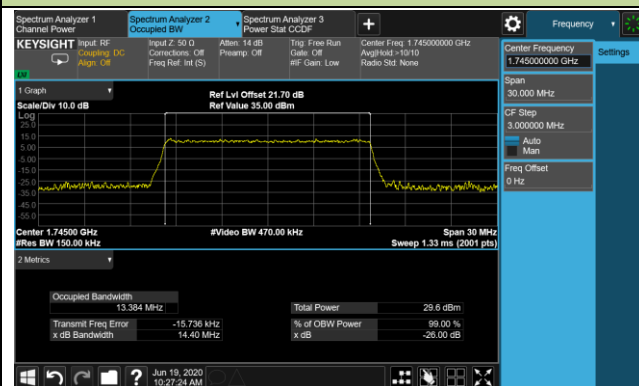 Spectrum Analyzer 1
Channel Power
Spectrum Analyzer 2
Occupied BW
Spectrum Analyzer 3
Power Stat CCDF
+
Frequency
KEYSIGHT
Input: RF
Coupling: DC
Align: Off
Input Z: 50 Ω
Corrections: Off
Freq Ref: Int (S)
Atten: 14 dB
Preamp: Off
Trig: Free Run
Gate: Off
#IF Gain: Low
Center Freq: 1.745000000 GHz
Avg|Hold:>10/10
Radio Std: None
Center Frequency
1.745000000 GHz
Settings
Span
30.000 MHz
CF Step
3.000000 MHz
Auto
Man
Freq Offset
0 Hz
1 Graph
Scale/Div 10.0 dB
Ref Lvl Offset 21.70 dB
Ref Value 35.00 dBm
Log
25.0
15.0
5.00
-5.00
-15.0
-25.0
-35.0
-45.0
-55.0
Center 1.74500 GHz
#Video BW 470.00 kHz
Span 30 MHz
#Res BW 150.00 kHz
Sweep 1.33 ms (2001 pts)
2 Metrics
Occupied Bandwidth
13.384 MHz
Total Power
29.6 dBm
Transmit Freq Error
-15.736 kHz
% of OBW Power
99.00 %
x dB Bandwidth
14.40 MHz
x dB
-26.00 dB
?
Jun 19, 2020
10:27:24 AM